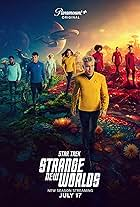 Paramount+
ORIGINAL
STAR TREK
STRANGE
NEW
WORLDS
NEW SEASON STREAMING
JULY 17